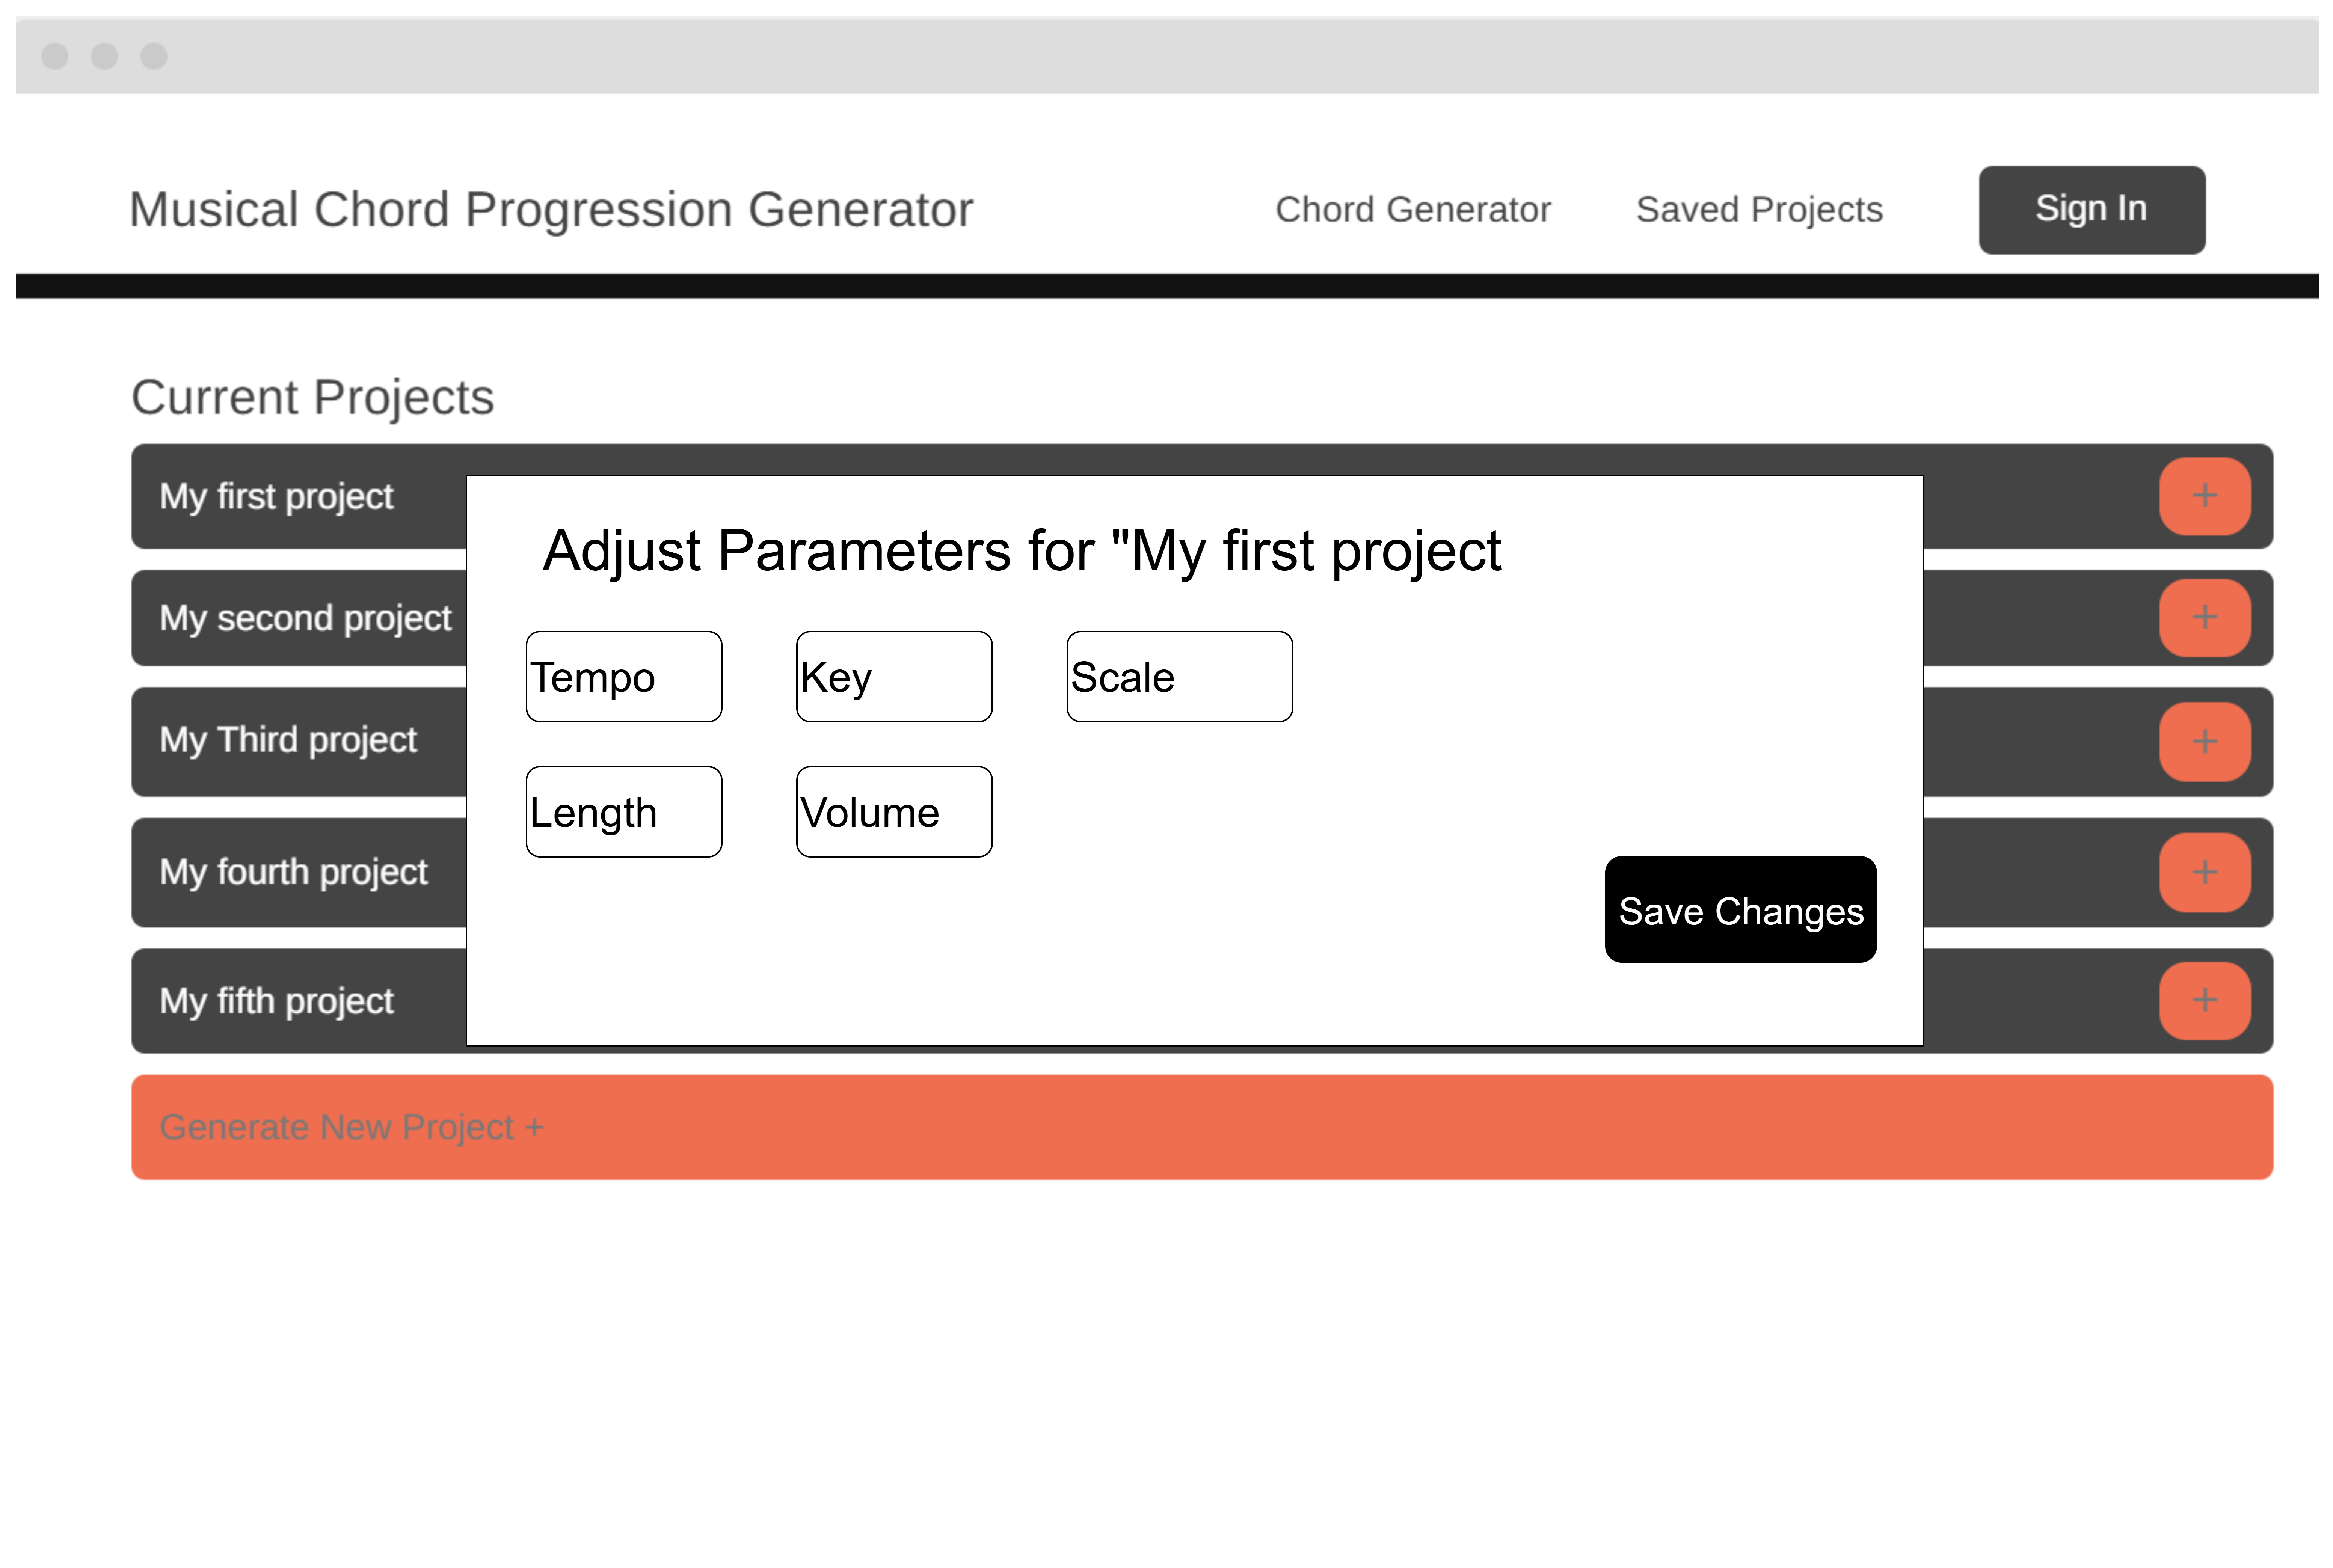 Musical Chord Progression Generator
Chord Generator
Saved Projects
Sign In
Current Projects
My first project
+
My second project
+
My Third project
+
My fourth project
+
My fifth project
+
Adjust Parameters for "My first project
Tempo
Key
Scale
Length
Volume
Save Changes
Generate New Project +